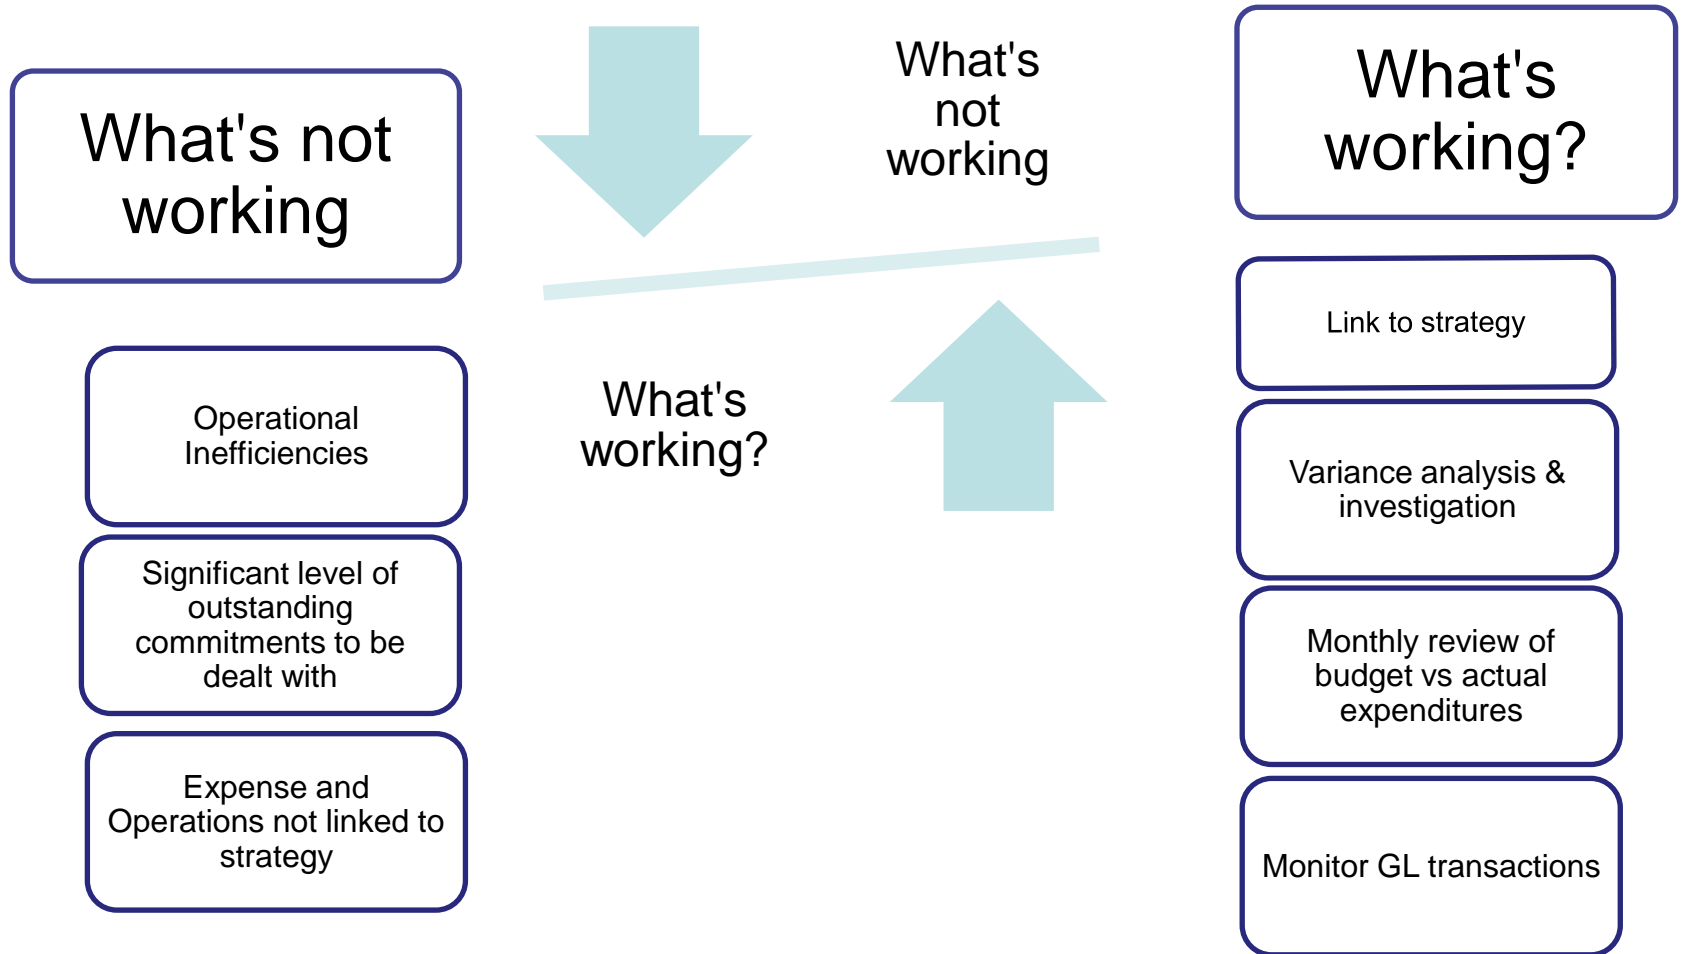 What's not
working
Operational
Inefficiencies
Significant level of
outstanding
commitments to be
dealt with
Expense and
Operations not linked to
strategy
What's
not
working
What's
working?
What's
working?
Link to strategy
Variance analysis &
investigation
Monthly review of
budget vs actual
expenditures
Monitor GL transactions